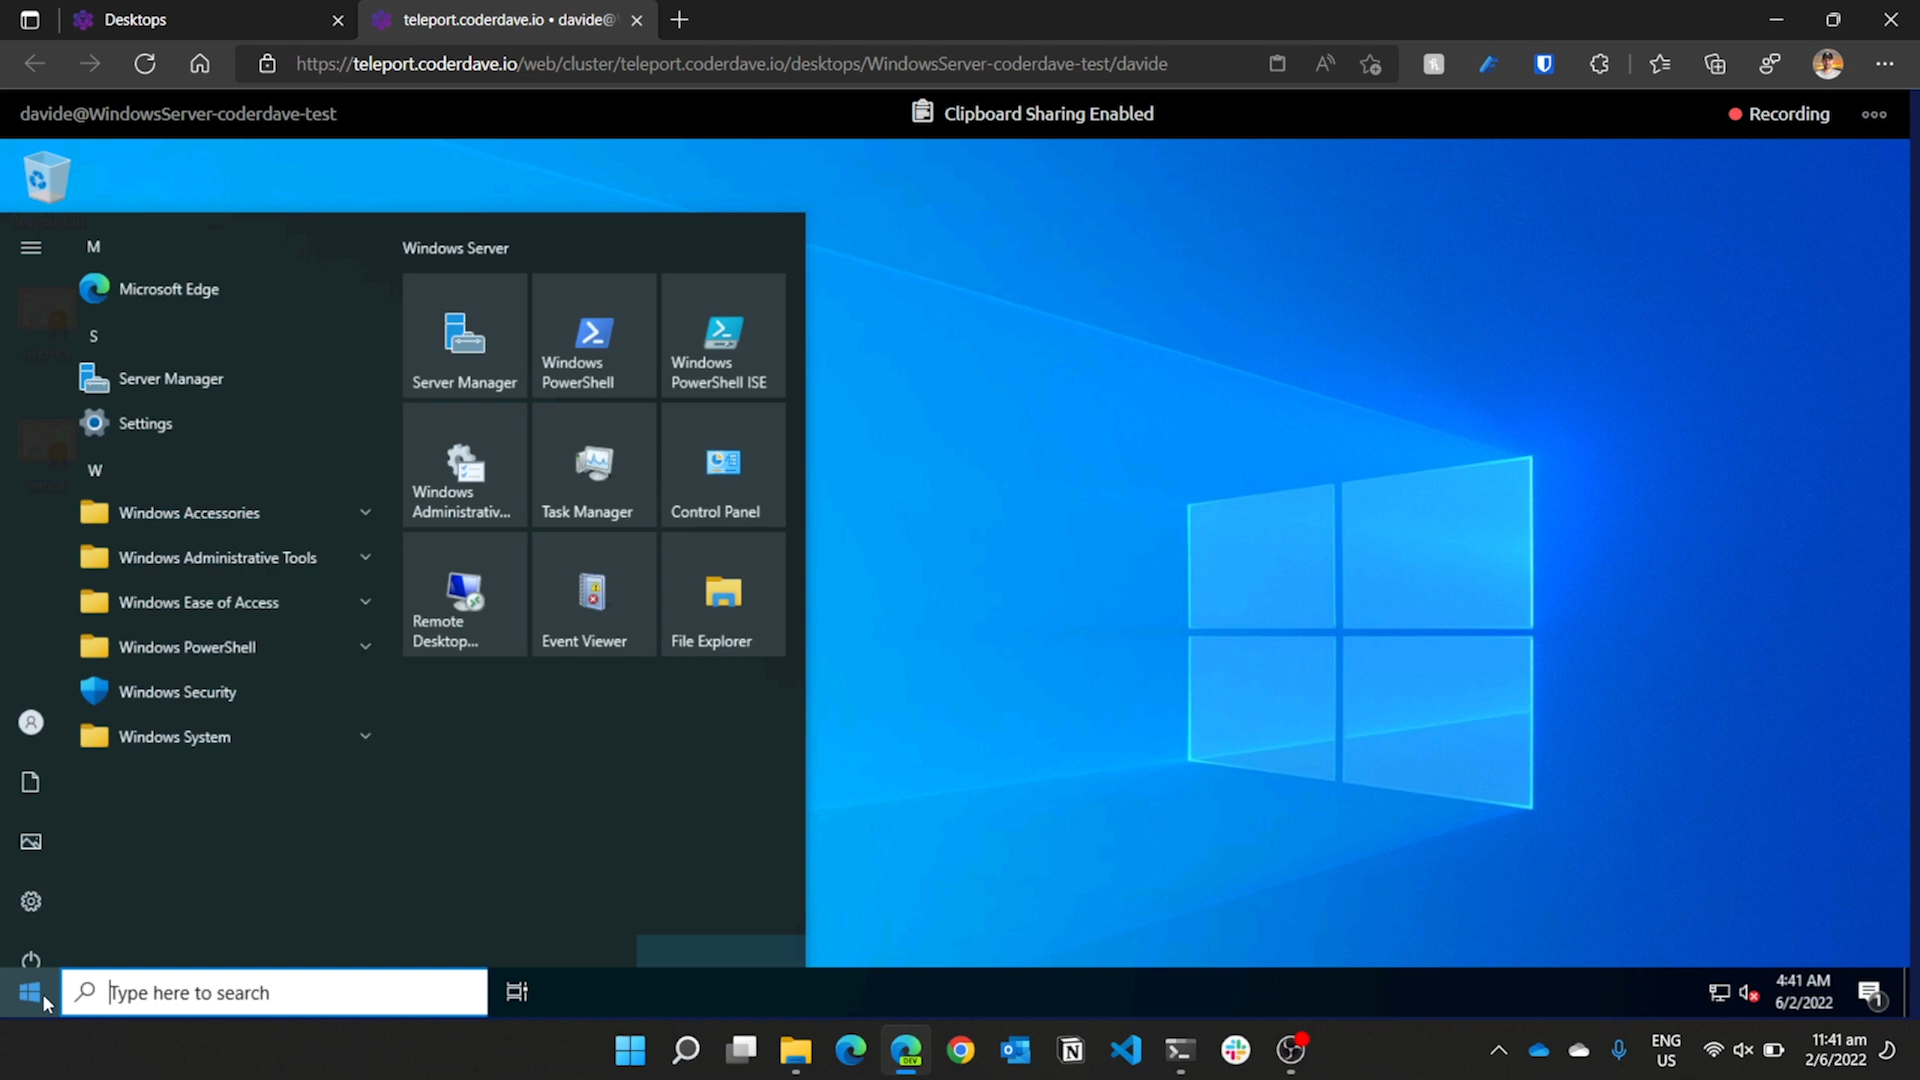 Desktops
teleport.coderdave.io • davide@
https://teleport.coderdave.io/web/cluster/teleport.coderdave.io/desktops/WindowsServer-coderdave-test/davide
davide@WindowsServer-coderdave-test
Clipboard Sharing Enabled
Recording
M
Microsoft Edge
S
Server Manager
Settings
W
Windows Accessories
Windows Administrative Tools
Windows Ease of Access
Windows PowerShell
Windows Security
Windows System
Windows Server
Server Manager
Windows
PowerShell
Windows
PowerShell ISE
Windows
Administrativ...
Task Manager
Control Panel
Remote
Desktop...
Event Viewer
File Explorer
Type here to search
4:41 AM
6/2/2022
1
DEV
ENG
US
11:41 am
2/6/2022